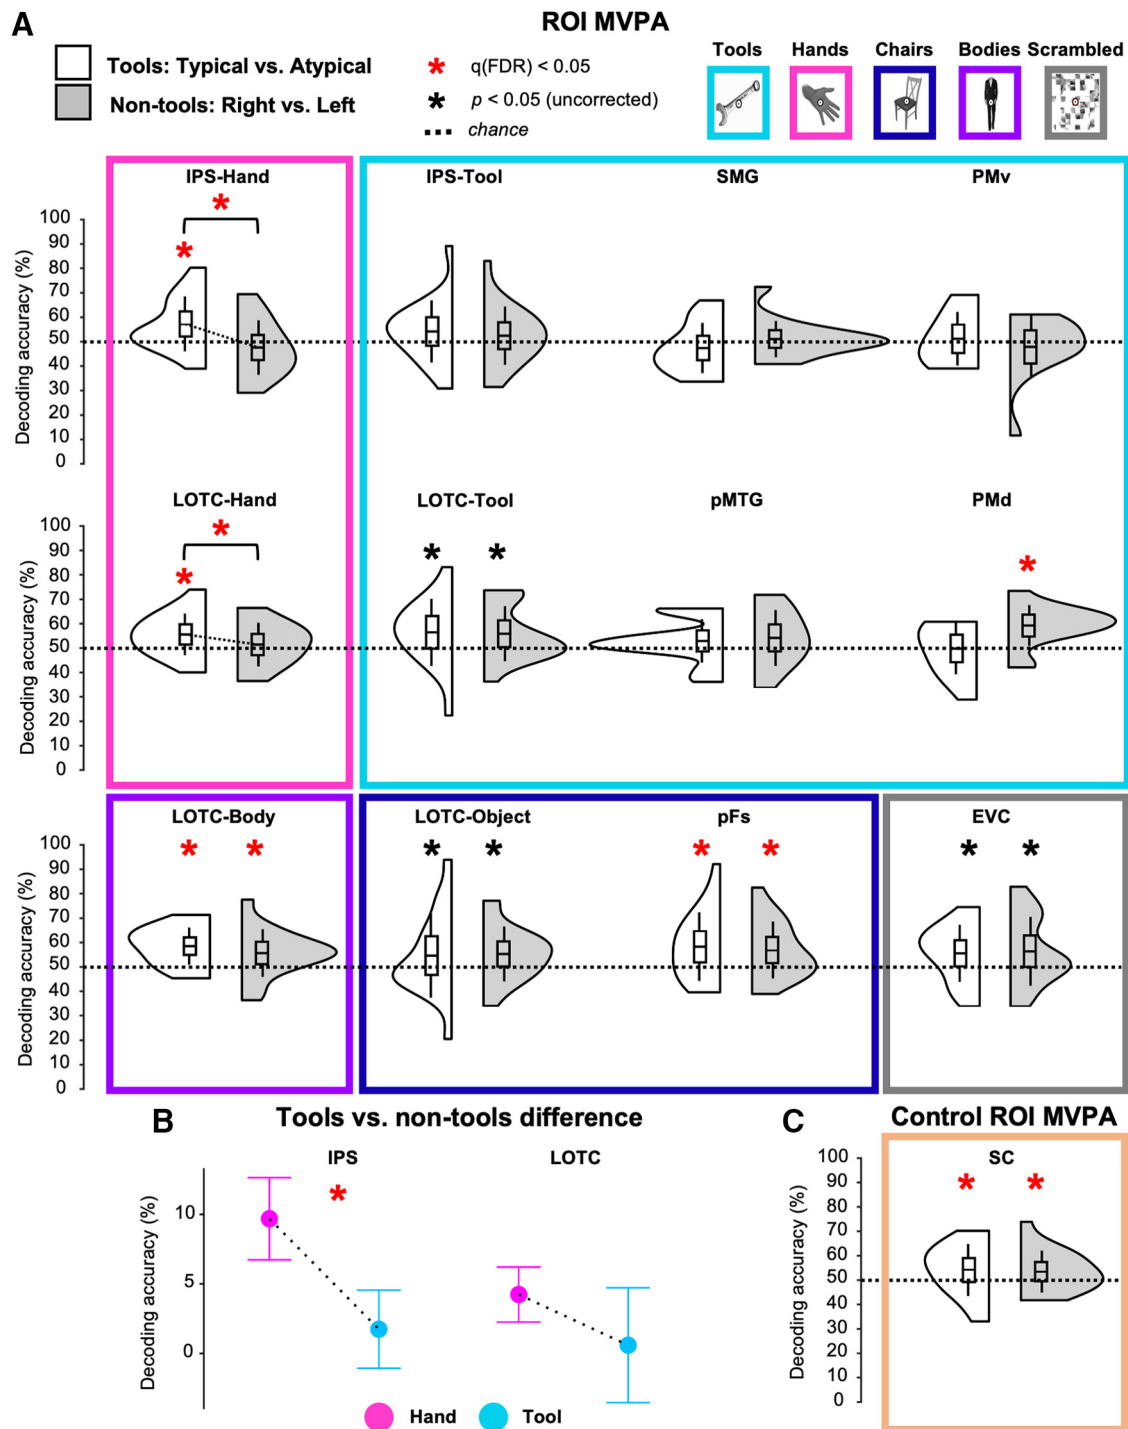 A
ROI MVPA
Tools: Typical vs. Atypical
Non-tools: Right vs. Left
* q(FDR) < 0.05
* p < 0.05 (uncorrected)
chance
Tools Hands Chairs Bodies Scrambled
IPS-Hand IPS-Tool SMG PMv
*
*
Decoding accuracy (%)
100
90
80
70
60
50
40
30
20
10
0
LOTC-Hand LOTC-Tool pMTG PMd
*
* * * *
Decoding accuracy (%)
100
90
80
70
60
50
40
30
20
10
0
LOTC-Body LOTC-Object pFs EVC
* * * * * * * *
Decoding accuracy (%)
100
90
80
70
60
50
40
30
20
10
0
B
Tools vs. non-tools difference
IPS LOTC
*
Decoding accuracy (%)
10
5
0
Hand Tool
C
Control ROI MVPA
SC
* *
Decoding accuracy (%)
100
90
80
70
60
50
40
30
20
10
0